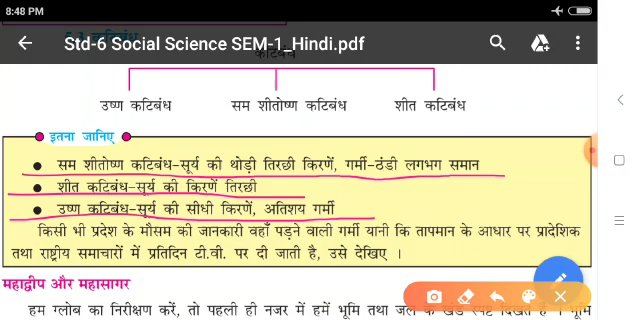 8:48 PM
Std-6 Social Science SEM-1_Hindi.pdf
उष्ण कटिबंध सम शीतोष्ण कटिबंध शीत कटिबंध
इतना जानिए
• सम शीतोष्ण कटिबंध-सूर्य की थोड़ी तिरछी किरणें, गर्मी-ठंडी लगभग समान
• शीत कटिबंध-सूर्य की किरणें तिरछी
• उष्ण कटिबंध-सूर्य की सीधी किरणें, अतिशय गर्मी
किसी भी प्रदेश के मौसम की जानकारी वहाँ पड़ने वाली गर्मी यानी कि तापमान के आधार पर प्रादेशिक
तथा राष्ट्रीय समाचारों में प्रतिदिन टी.वी. पर दी जाती है, उसे देखिए ।
महाद्वीप और महासागर
हम ग्लोब का निरीक्षण करें, तो पहली ही नजर में हमें भूमि तथा जल के